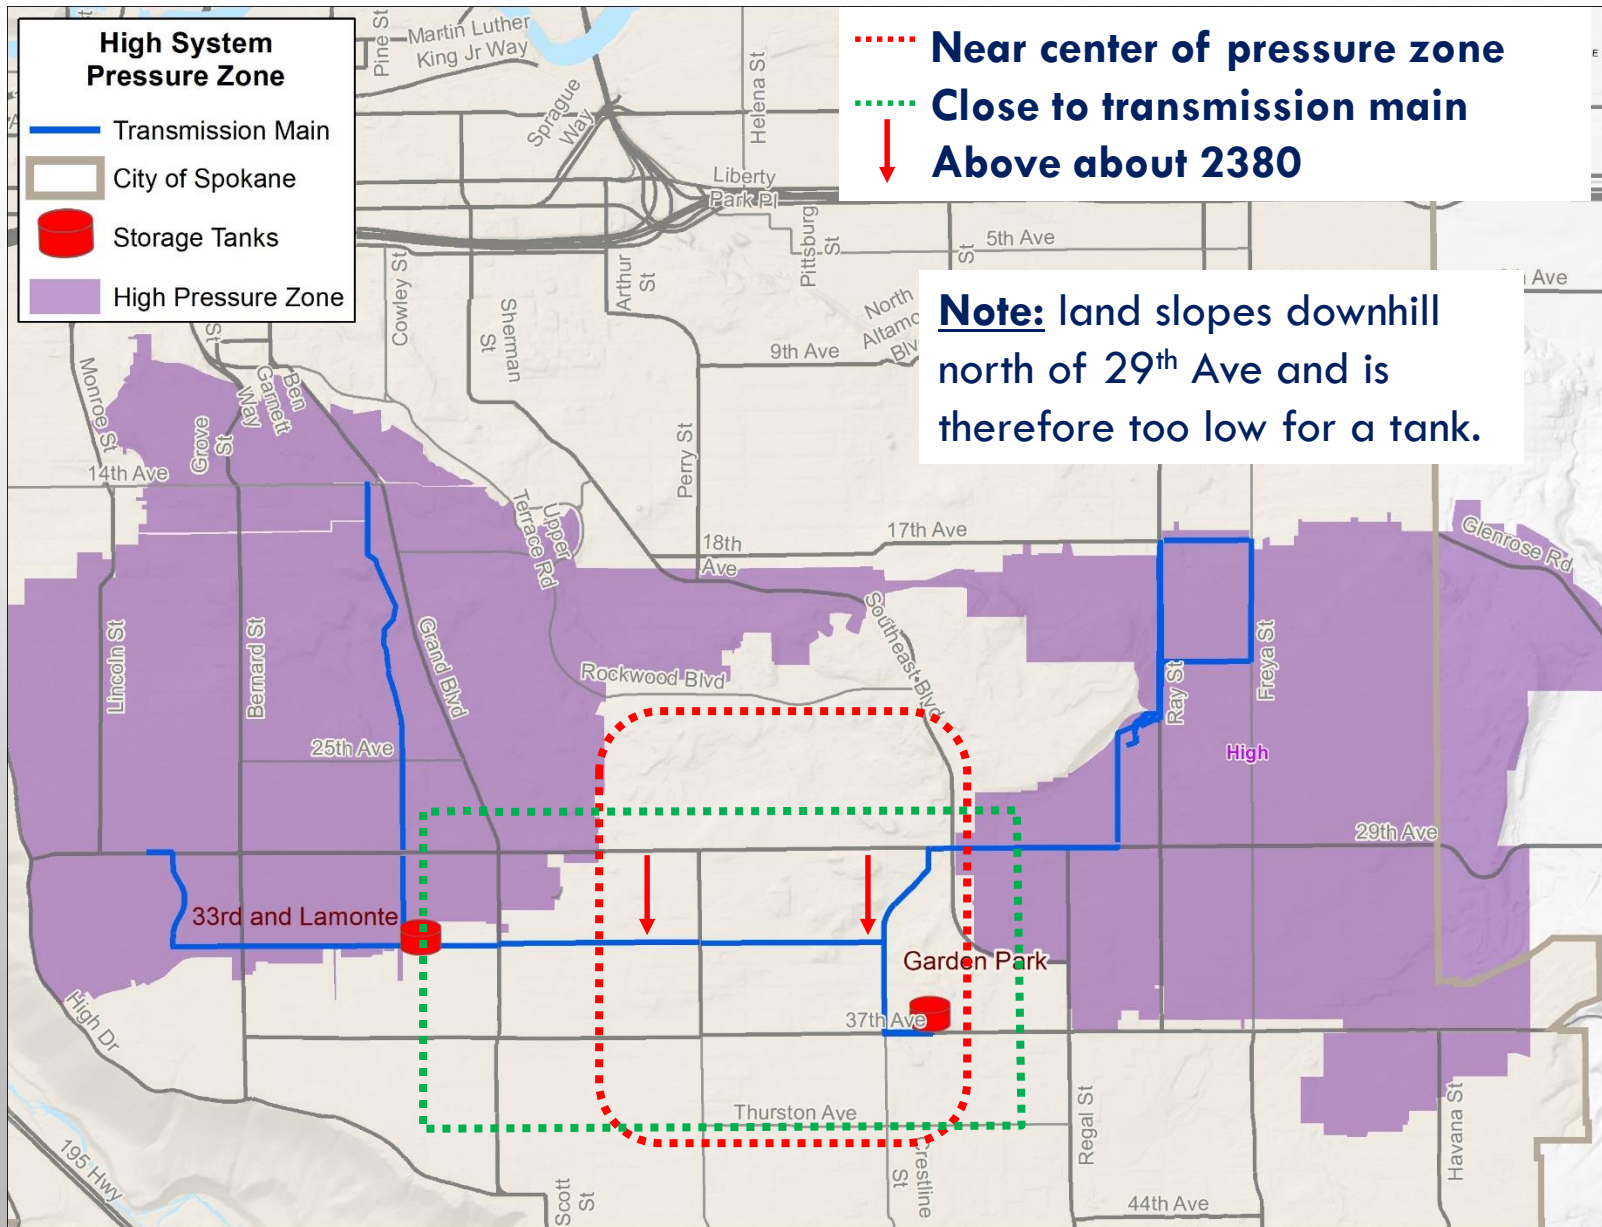 High System
Pressure Zone
Transmission Main
City of Spokane
Storage Tanks
High Pressure Zone
Near center of pressure zone
Close to transmission main
Above about 2380
Note: land slopes downhill
north of 29th Ave and is
therefore too low for a tank.
Pine St
Martin Luther
King Jr Way
Sprague
Way
Helena St
Liberty
Park Pl
Pittsburg
St
5th Ave
St
Ave
Cowley St
Sherman
St
Arthur
St
North
Altamo
Blv
9th Ave
Monroe St
Grove
St
St
Garnett
Way
Ben
14th Ave
Perry St
Upper
Terrace Rd
18th
Ave
17th Ave
Glenrose Rd
Southeast Blvd
Lincoln St
Bernard St
Grand Blvd
Rockwood Blvd
Ray St
Freya St
25th Ave
High
29th Ave
33rd and Lamonte
Garden Park
37th Ave
High Dr
Thurston Ave
Regal St
Havana St
195 Hwy
Scott
St
Crestline
St
44th Ave